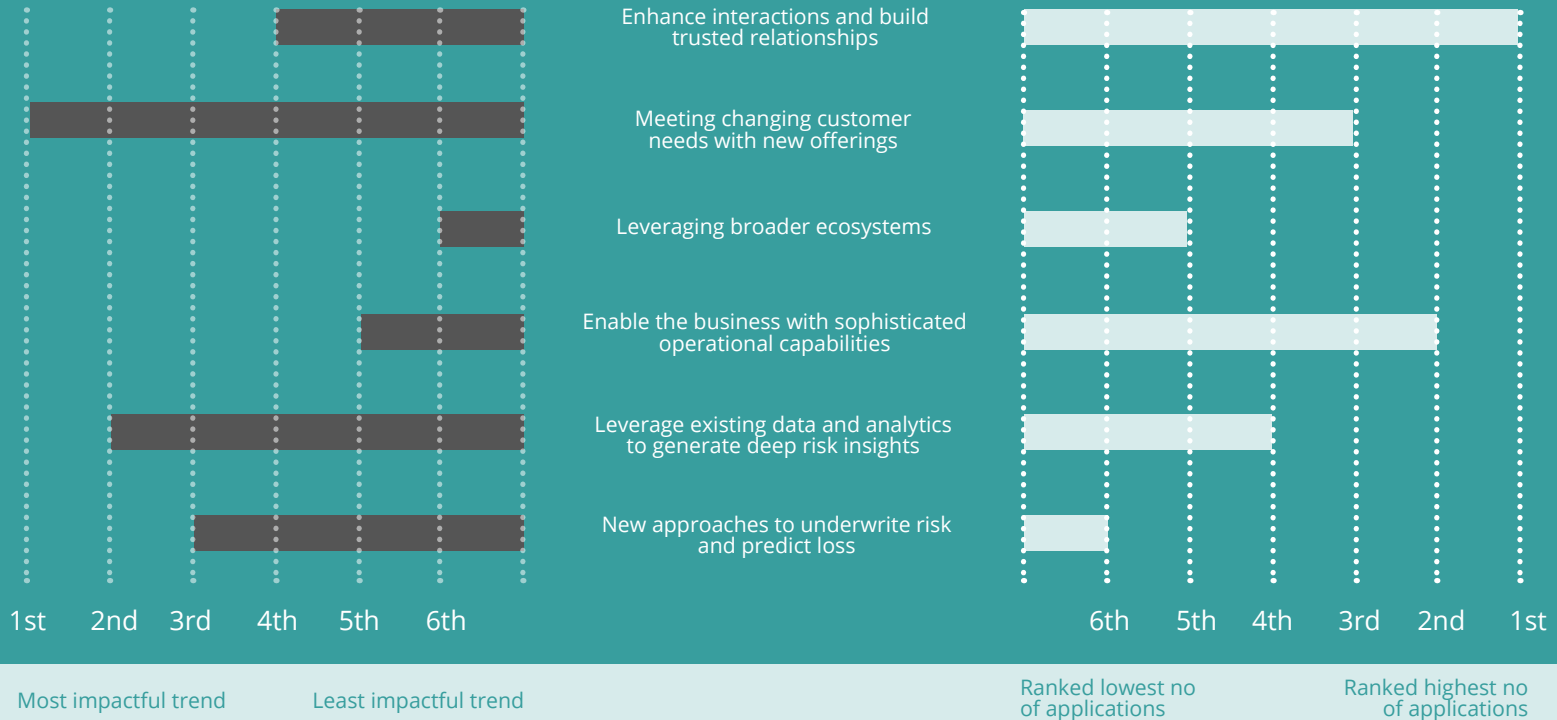 Enhance interactions and build
trusted relationships
Meeting changing customer
needs with new offerings
Leveraging broader ecosystems
Enable the business with sophisticated
operational capabilities
Leverage existing data and analytics
to generate deep risk insights
New approaches to underwrite risk
and predict loss
1st 2nd 3rd 4th 5th 6th
6th 5th 4th 3rd 2nd 1st
Most impactful trend
Least impactful trend
Ranked lowest no
of applications
Ranked highest no
of applications